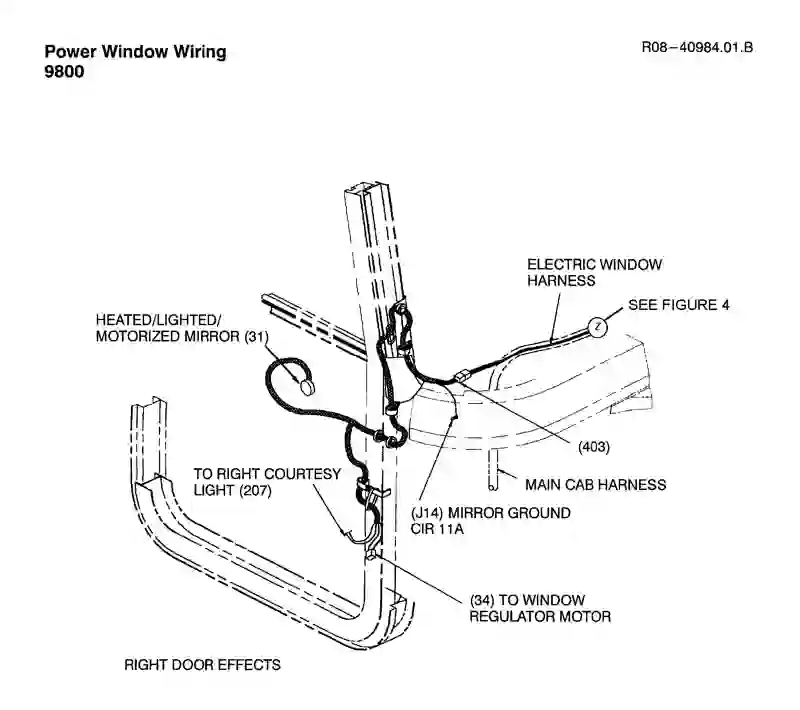 Power Window Wiring
9800
R08-40984.01.B
ELECTRIC WINDOW
HARNESS
SEE FIGURE 4
Z
HEATED/LIGHTED/
MOTORIZED MIRROR (31)
(403)
TO RIGHT COURTESY
LIGHT (207)
MAIN CAB HARNESS
(J14) MIRROR GROUND
CIR 11A
(34) TO WINDOW
REGULATOR MOTOR
RIGHT DOOR EFFECTS